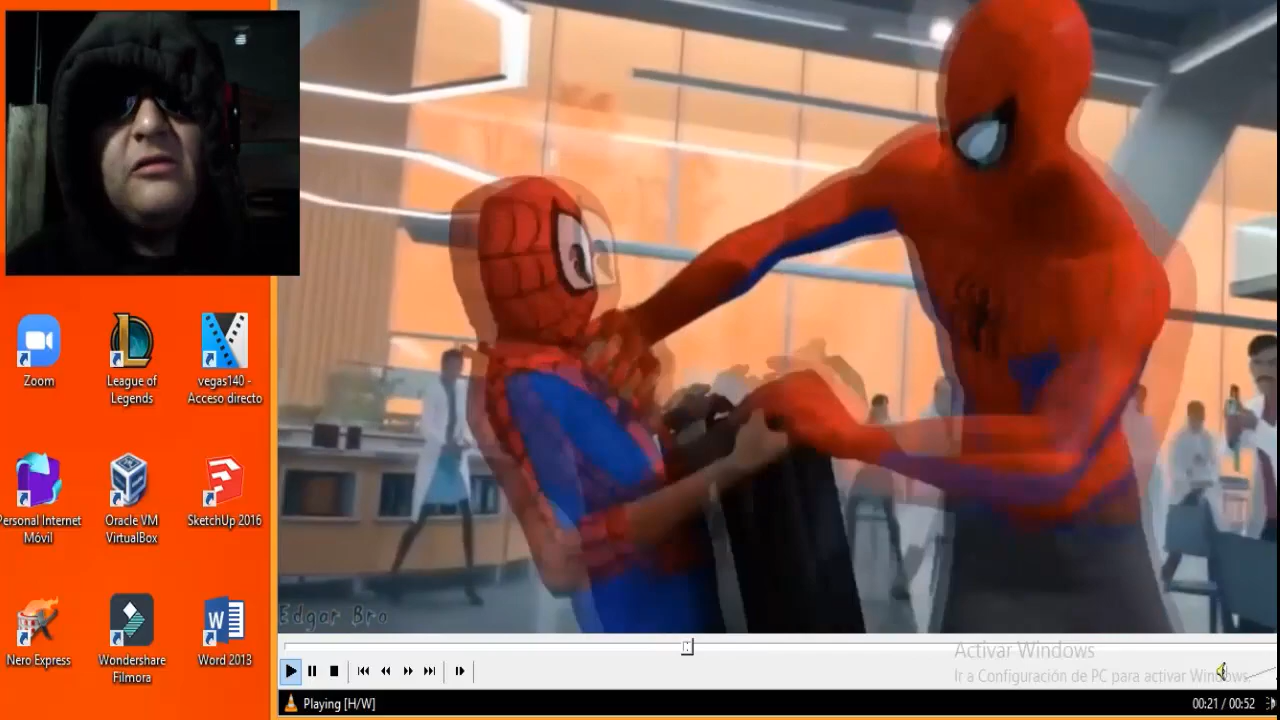 Zoom
League of
Legends
vegas140 -
Acceso directo
Personal Internet
Móvil
Oracle VM
VirtualBox
SketchUp 2016
Nero Express
Wondershare
Filmora
Word 2013
Edgar Bro
Activar Windows
Ir a Configuración de PC para activar Windows.
Playing [H/W]
00:21 / 00:52